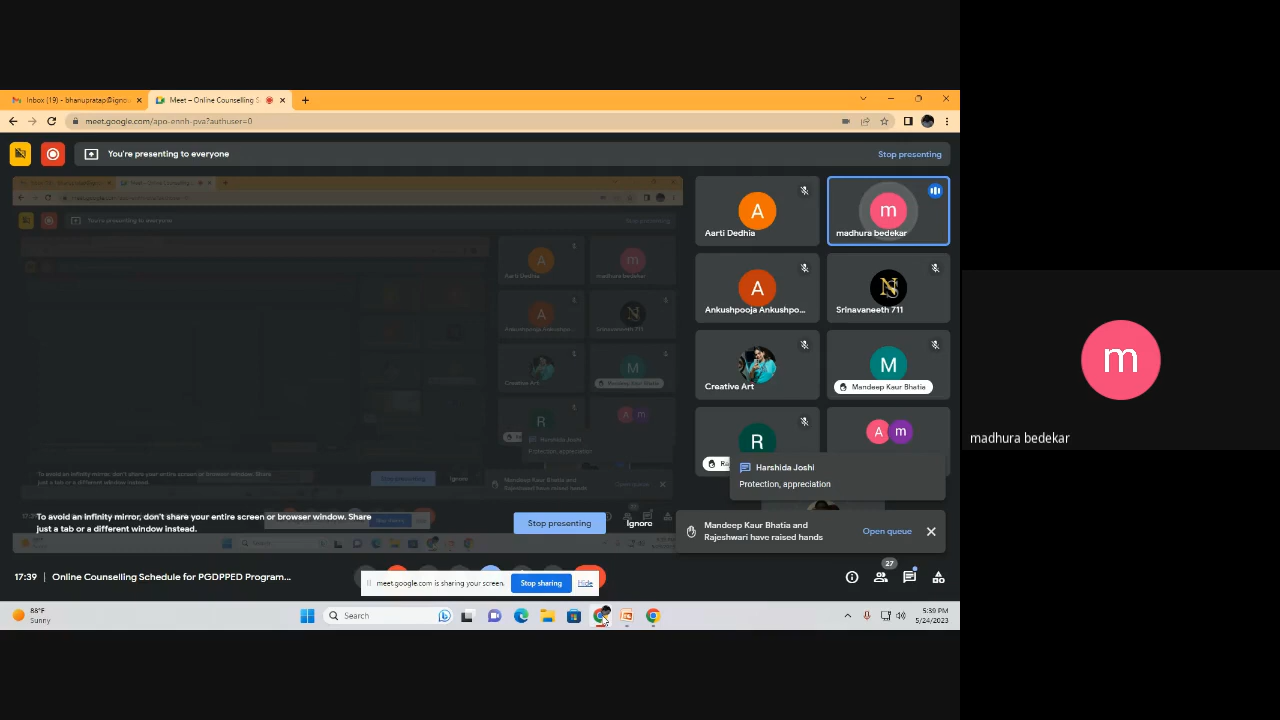 Inbox (19) - bhanupratap@igno
Meet – Online Counselling S
meet.google.com/apo-ennh-pva?authuser=0
You're presenting to everyone
Stop presenting
Aarti Dedhia
madhura bedekar
Ankushpooja Ankushpo...
Srinavaneeth 711
Creative Art
Mandeep Kaur Bhatia
Harshida Joshi
Protection, appreciation
To avoid an infinity mirror, don't share your entire screen or browser window. Share
just a tab or a different window instead.
Stop presenting
Ignore
Mandeep Kaur Bhatia and
Rajeshwari have raised hands
Open queue
17:39 | Online Counselling Schedule for PGDPPED Program...
27
meet.google.com is sharing your screen.
Stop sharing
Hide
88°F
Sunny
Search
5:39 PM
5/24/2023
m
madhura bedekar